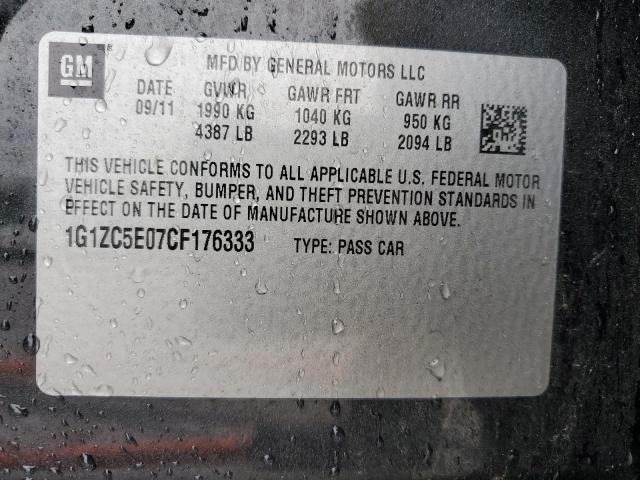 GM
MFD BY GENERAL MOTORS LLC
DATE GVWR GAWR FRT GAWR RR
09/11 1990 KG 1040 KG 950 KG
4387 LB 2293 LB 2094 LB
THIS VEHICLE CONFORMS TO ALL APPLICABLE U.S. FEDERAL MOTOR
VEHICLE SAFETY, BUMPER, AND THEFT PREVENTION STANDARDS IN
EFFECT ON THE DATE OF MANUFACTURE SHOWN ABOVE.
1G1ZC5E07CF176333 TYPE: PASS CAR